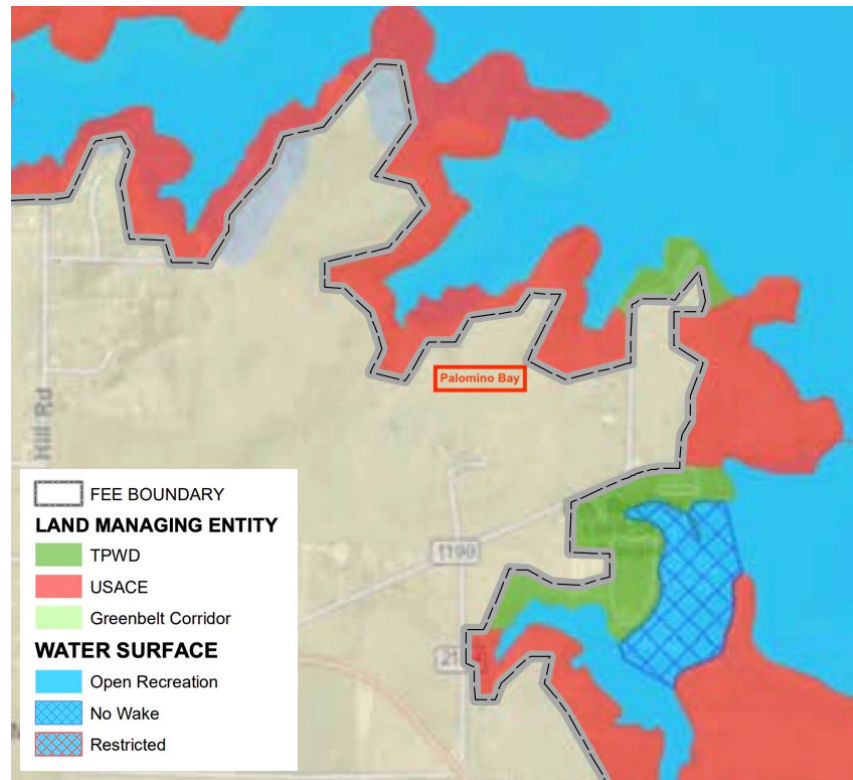 Palomino Bay
Hill Rd
FEE BOUNDARY
LAND MANAGING ENTITY
1190
TPWD
USACE
Greenbelt Corridor
WATER SURFACE
Open Recreation
No Wake
Restricted